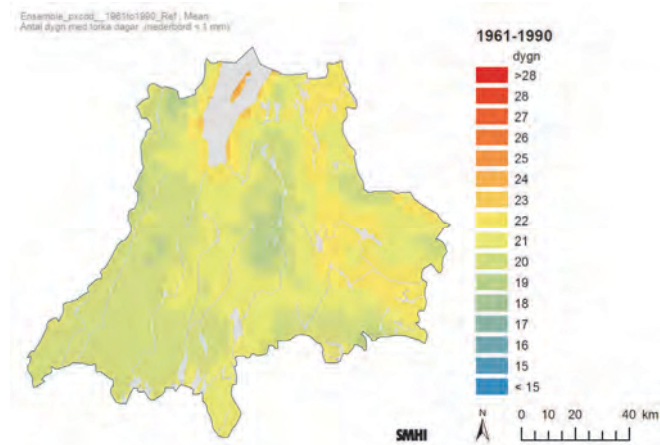 Ensemble_pxcdd__1961to1990_Ref : Mean
Antal dygn med torka dagar (nederbörd < 1 mm)
1961-1990
dygn
>28
28
27
26
25
24
23
22
21
20
19
18
17
16
15
< 15
SMHI
N
0 10 20 40 km